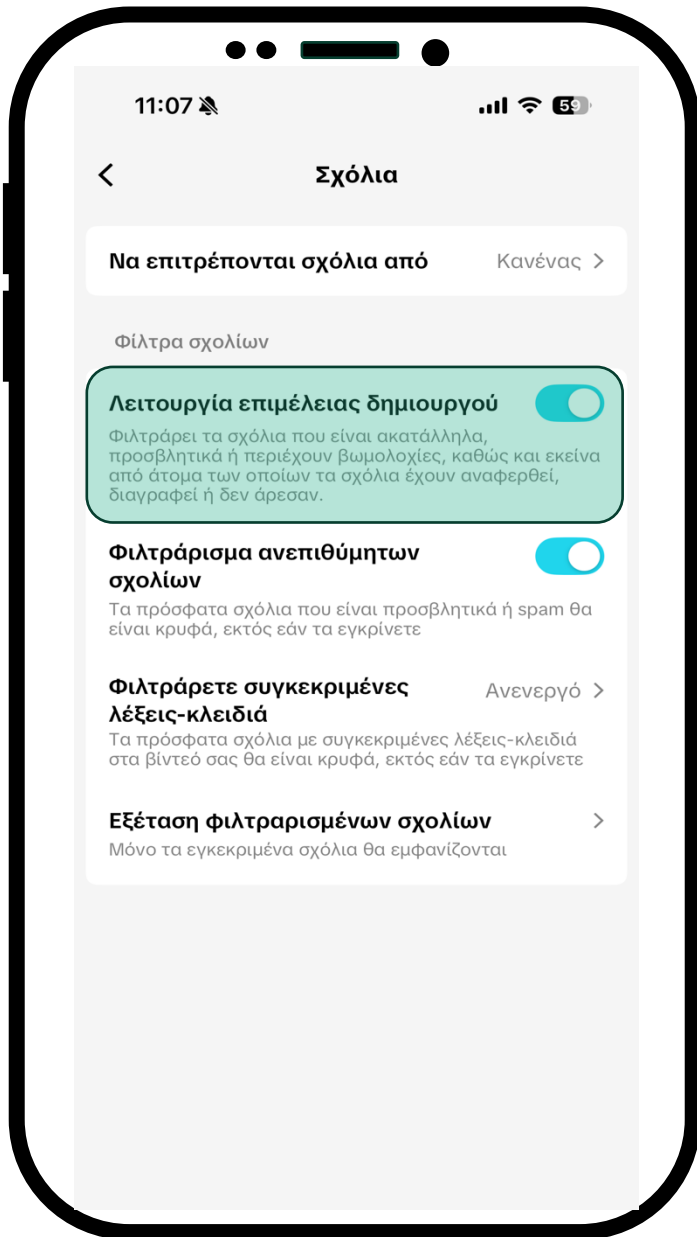 11:07
59
Σχόλια
Να επιτρέπονται σχόλια από Κανένας
Φίλτρα σχολίων
Λειτουργία επιμέλειας δημιουργού
Φιλτράρει τα σχόλια που είναι ακατάλληλα,
προσβλητικά ή περιέχουν βωμολοχίες, καθώς και εκείνα
από άτομα των οποίων τα σχόλια έχουν αναφερθεί,
διαγραφεί ή δεν άρεσαν.
Φιλτράρισμα ανεπιθύμητων
σχολίων
Τα πρόσφατα σχόλια που είναι προσβλητικά ή spam θα
είναι κρυφά, εκτός εάν τα εγκρίνετε
Φιλτράρετε συγκεκριμένες
λέξεις-κλειδιά
Ανενεργό
Τα πρόσφατα σχόλια με συγκεκριμένες λέξεις-κλειδιά
στα βίντεό σας θα είναι κρυφά, εκτός εάν τα εγκρίνετε
Εξέταση φιλτραρισμένων σχολίων
Μόνο τα εγκεκριμένα σχόλια θα εμφανίζονται